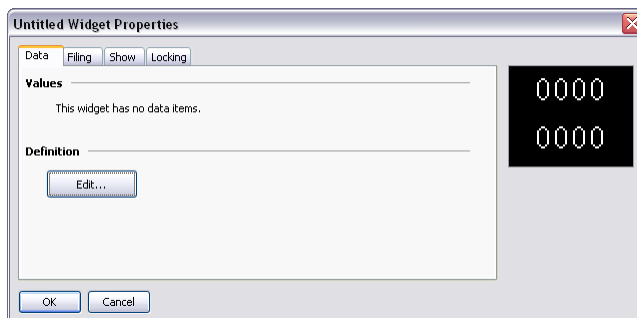 Untitled Widget Properties
Data Filing Show Locking
Values
This widget has no data items.
Definition
Edit...
0000
0000
OK Cancel